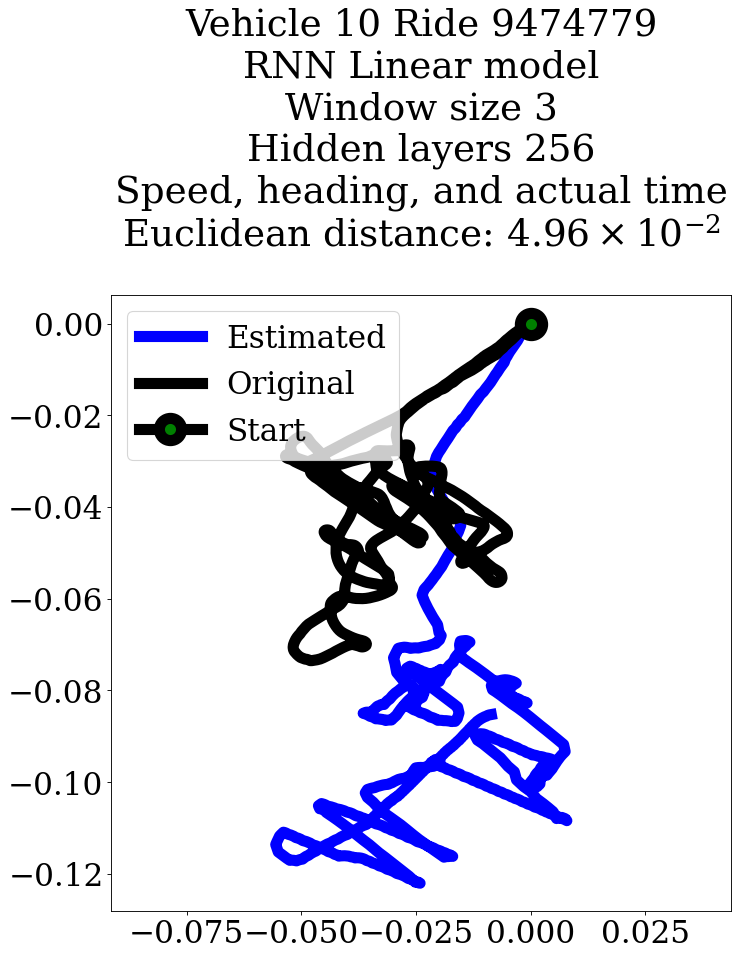 Vehicle 10 Ride 9474779
RNN Linear model
Window size 3
Hidden layers 256
Speed, heading, and actual time
Euclidean distance: 4.96 × 10⁻²
Estimated
Original
Start
0.00
−0.02
−0.04
−0.06
−0.08
−0.10
−0.12
−0.075 −0.050 −0.025 0.000 0.025